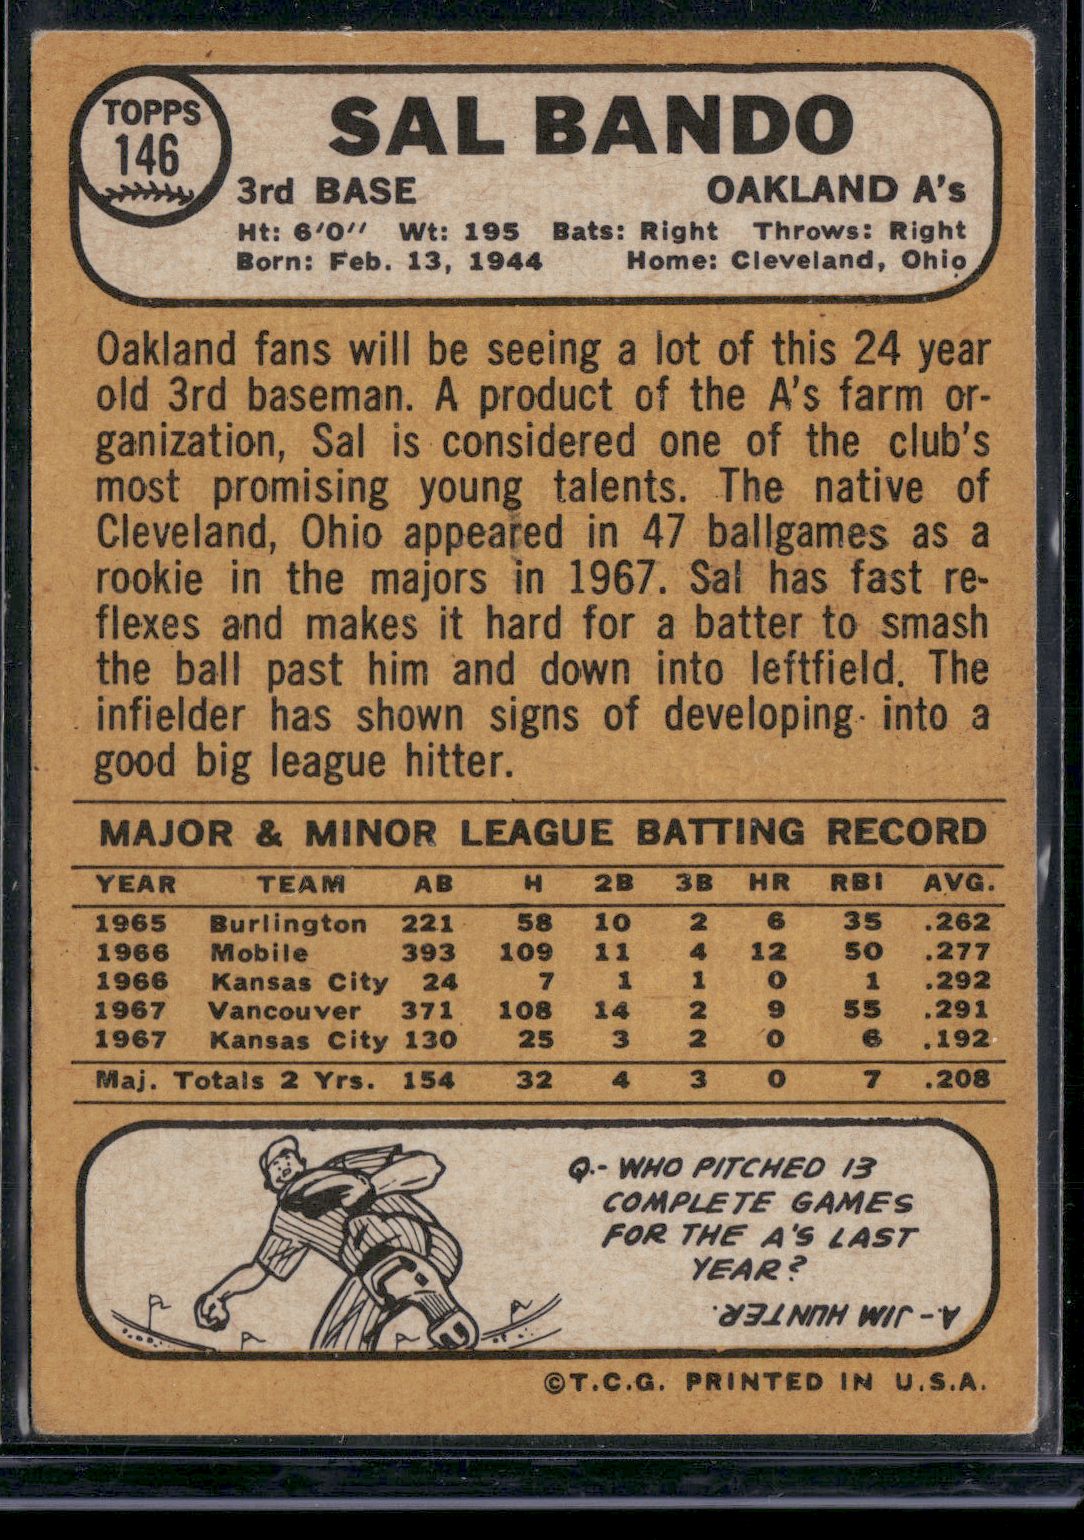 TOPPS
146
SAL BANDO
3rd BASE OAKLAND A's
Ht: 6'0'' Wt: 195 Bats: Right Throws: Right
Born: Feb. 13, 1944 Home: Cleveland, Ohio
Oakland fans will be seeing a lot of this 24 year
old 3rd baseman. A product of the A's farm or-
ganization, Sal is considered one of the club's
most promising young talents. The native of
Cleveland, Ohio appeared in 47 ballgames as a
rookie in the majors in 1967. Sal has fast re-
flexes and makes it hard for a batter to smash
the ball past him and down into leftfield. The
infielder has shown signs of developing into a
good big league hitter.
MAJOR & MINOR LEAGUE BATTING RECORD
YEAR TEAM AB H 2B 3B HR RBI AVG.
1965 Burlington 221 58 10 2 6 35 .262
1966 Mobile 393 109 11 4 12 50 .277
1966 Kansas City 24 7 1 1 0 1 .292
1967 Vancouver 371 108 14 2 9 55 .291
1967 Kansas City 130 25 3 2 0 6 .192
Maj. Totals 2 Yrs. 154 32 4 3 0 7 .208
Q.- WHO PITCHED 13
COMPLETE GAMES
FOR THE A'S LAST
YEAR?
A.- JIM HUNTER.
©T.C.G. PRINTED IN U.S.A.